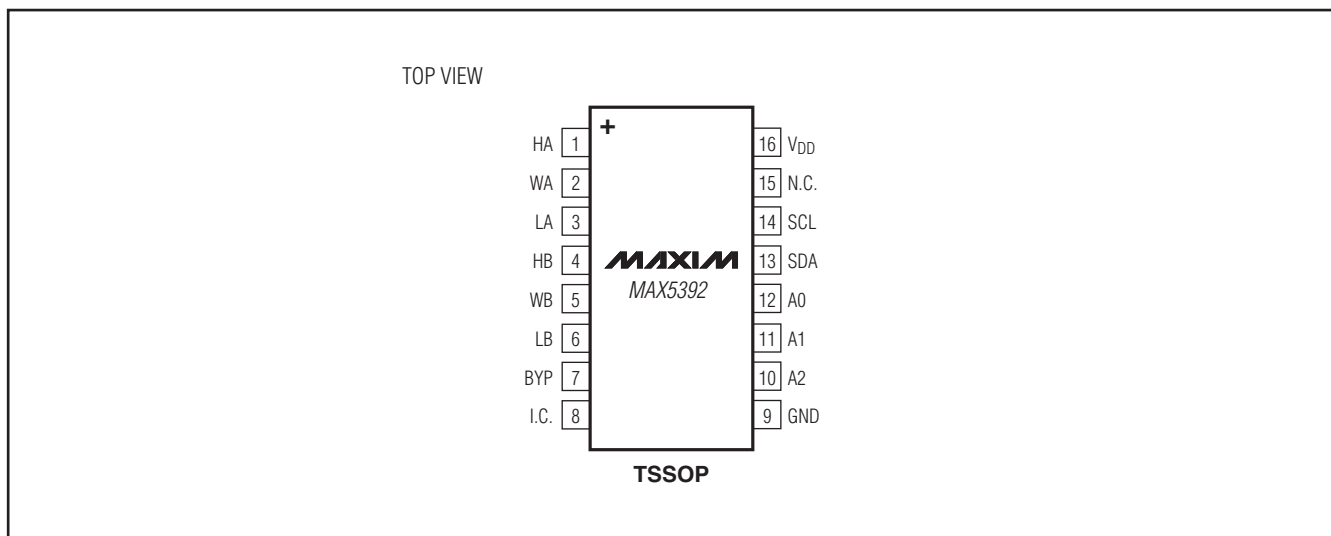 TOP VIEW
+
HA 1
16 VDD
WA 2
15 N.C.
LA 3
14 SCL
HB 4
MAXIM
13 SDA
MAX5392
WB 5
12 A0
LB 6
11 A1
BYP 7
10 A2
I.C. 8
9 GND
TSSOP